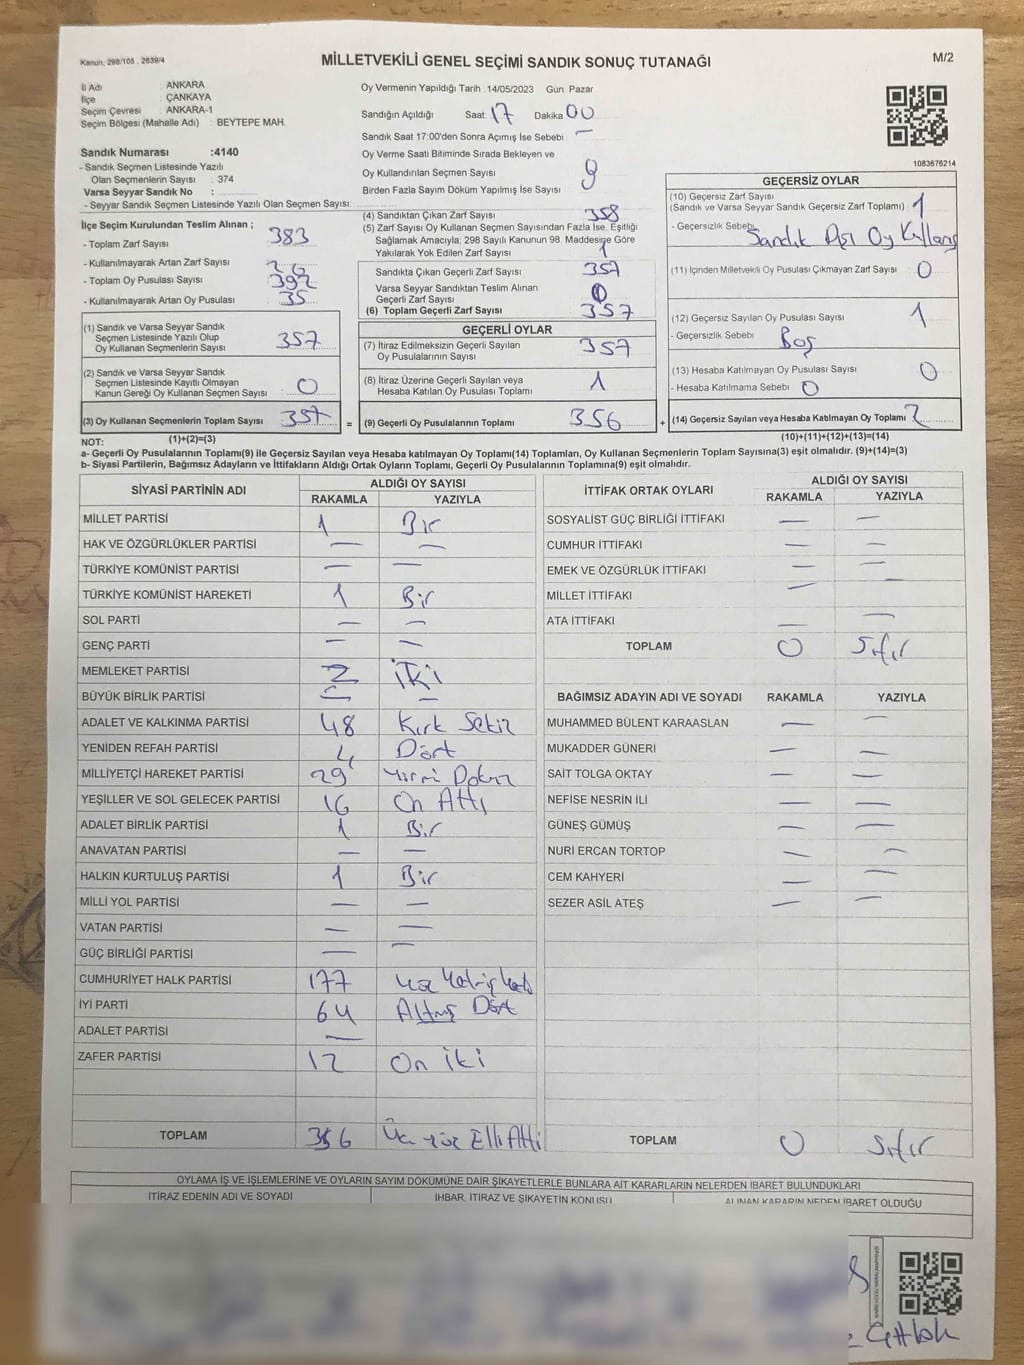 Kanun, 298/105, 2839/4
MİLLETVEKİLİ GENEL SEÇİMİ SANDIK SONUÇ TUTANAĞI
M/2
İl Adı : ANKARA
İlçe : ÇANKAYA
Seçim Çevresi : ANKARA-1
Seçim Bölgesi (Mahalle Adı) : BEYTEPE MAH.
Sandık Numarası :4140
- Sandık Seçmen Listesinde Yazılı
Olan Seçmenlerin Sayısı : 374
Varsa Seyyar Sandık No :
- Seyyar Sandık Seçmen Listesinde Yazılı Olan Seçmen Sayısı:
Oy Vermenin Yapıldığı Tarih : 14/05/2023 Gün: Pazar
Sandığın Açıldığı Saat: 17 Dakika 00
Sandık Saat 17:00'den Sonra Açımış İse Sebebi : —
Oy Verme Saati Bitiminde Sırada Bekleyen ve
Oy Kullandırılan Seçmen Sayısı 9
Birden Fazla Sayım Döküm Yapılmış İse Sayısı
1083676214
İlçe Seçim Kurulundan Teslim Alınan ;
- Toplam Zarf Sayısı : 383
- Kullanılmayarak Artan Zarf Sayısı : 26
- Toplam Oy Pusulası Sayısı : 392
- Kullanılmayarak Artan Oy Pusulası : 35
(1) Sandık ve Varsa Seyyar Sandık
Seçmen Listesinde Yazılı Olup
Oy Kullanan Seçmenlerin Sayısı : 357
(2) Sandık ve Varsa Seyyar Sandık
Seçmen Listesinde Kayıtlı Olmayan
Kanun Gereği Oy Kullanan Seçmen Sayısı : 0
(3) Oy Kullanan Seçmenlerin Toplam Sayısı : 357
(4) Sandıktan Çıkan Zarf Sayısı 358
(5) Zarf Sayısı Oy Kullanan Seçmen Sayısından Fazla İse, Eşitliği
Sağlamak Amacıyla; 298 Sayılı Kanunun 98. Maddesine Göre
Yakılarak Yok Edilen Zarf Sayısı 1
Sandıkta Çıkan Geçerli Zarf Sayısı 357
Varsa Seyyar Sandıktan Teslim Alınan
Geçerli Zarf Sayısı 0
(6) Toplam Geçerli Zarf Sayısı 357
GEÇERLİ OYLAR
(7) İtiraz Edilmeksizin Geçerli Sayılan
Oy Pusulalarının Sayısı 357
(8) İtiraz Üzerine Geçerli Sayılan veya
Hesaba Katılan Oy Pusulası Toplamı 1
= (9) Geçerli Oy Pusulalarının Toplamı 356
GEÇERSİZ OYLAR
(10) Geçersiz Zarf Sayısı
(Sandık ve Varsa Seyyar Sandık Geçersiz Zarf Toplamı) 1
- Geçersizlik Sebebi Sandık Dışı Oy Kullanış
(11) İçinden Milletvekili Oy Pusulası Çıkmayan Zarf Sayısı 0
(12) Geçersiz Sayılan Oy Pusulası Sayısı 1
- Geçersizlik Sebebi Boş
(13) Hesaba Katılmayan Oy Pusulası Sayısı 0
- Hesaba Katılmama Sebebi 0
+ (14) Geçersiz Sayılan veya Hesaba Katılmayan Oy Toplamı 2
NOT: (1)+(2)=(3)
(10)+(11)+(12)+(13)=(14)
a- Geçerli Oy Pusulasının Toplamı(9) ile Geçersiz Sayılan veya Hesaba katılmayan Oy Toplamı(14) Toplamları, Oy Kullanan Seçmenlerin Toplam Sayısına(3) eşit olmalıdır. (9)+(14)=(3)
b- Siyasi Partilerin, Bağımsız Adayların ve İttifakların Aldığı Ortak Oyların Toplamı, Geçerli Oy Pusulalarının Toplamına(9) eşit olmalıdır.
SİYASİ PARTİNİN ADI
ALDIĞI OY SAYISI
RAKAMLA YAZIYLA
MİLLET PARTİSİ 1 Bir
HAK VE ÖZGÜRLÜKLER PARTİSİ — —
TÜRKİYE KOMÜNİST PARTİSİ — —
TÜRKİYE KOMÜNİST HAREKETİ 1 Bir
SOL PARTİ — —
GENÇ PARTİ — —
MEMLEKET PARTİSİ 2 İki
BÜYÜK BİRLİK PARTİSİ — —
ADALET VE KALKINMA PARTİSİ 48 Kırk Sekiz
YENİDEN REFAH PARTİSİ 4 Dört
MİLLİYETÇİ HAREKET PARTİSİ 29 Yirmi Dokuz
YEŞİLLER VE SOL GELECEK PARTİSİ 16 On Altı
ADALET BİRLİK PARTİSİ 1 Bir
ANAVATAN PARTİSİ — —
HALKIN KURTULUŞ PARTİSİ 1 Bir
MİLLİ YOL PARTİSİ — —
VATAN PARTİSİ — —
GÜÇ BİRLİĞİ PARTİSİ — —
CUMHURİYET HALK PARTİSİ 177 Yüz Yetmiş Yedi
İYİ PARTİ 64 Altmış Dört
ADALET PARTİSİ —
ZAFER PARTİSİ 12 On İki
TOPLAM 356 Üç Yüz Elli Altı
İTTİFAK ORTAK OYLARI
ALDIĞI OY SAYISI
RAKAMLA YAZIYLA
SOSYALİST GÜÇ BİRLİĞİ İTTİFAKI — —
CUMHUR İTTİFAKI — —
EMEK VE ÖZGÜRLÜK İTTİFAKI — —
MİLLET İTTİFAKI — —
ATA İTTİFAKI — —
TOPLAM 0 Sıfır
BAĞIMSIZ ADAYIN ADI VE SOYADI RAKAMLA YAZIYLA
MUHAMMED BÜLENT KARAASLAN — —
MUKADDER GÜNERİ — —
SAİT TOLGA OKTAY — —
NEFİSE NESRİN İLİ — —
GÜNEŞ GÜMÜŞ — —
NURİ ERCAN TORTOP — —
CEM KAHYERİ — —
SEZER ASİL ATEŞ — —
TOPLAM 0 Sıfır
OYLAMA İŞ VE İŞLEMLERİNE VE OYLARIN SAYIM DÖKÜMÜNE DAİR ŞİKAYETLERLE BUNLARA AİT KARARLARIN NELERDEN İBARET BULUNDUKLARI
İTİRAZ EDENİN ADI VE SOYADI
İHBAR, İTİRAZ VE ŞİKAYETİN KONUSU
ALINAN KARARIN NEDEN İBARET OLDUĞU